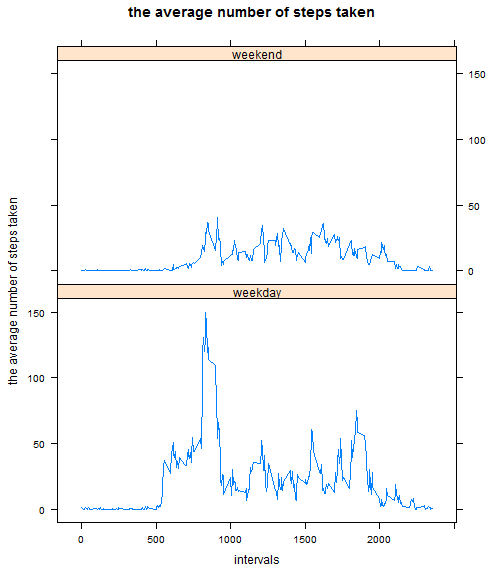 the average number of steps taken
weekend
150
100
50
0
weekday
150
100
50
0
the average number of steps taken
0 500 1000 1500 2000
intervals